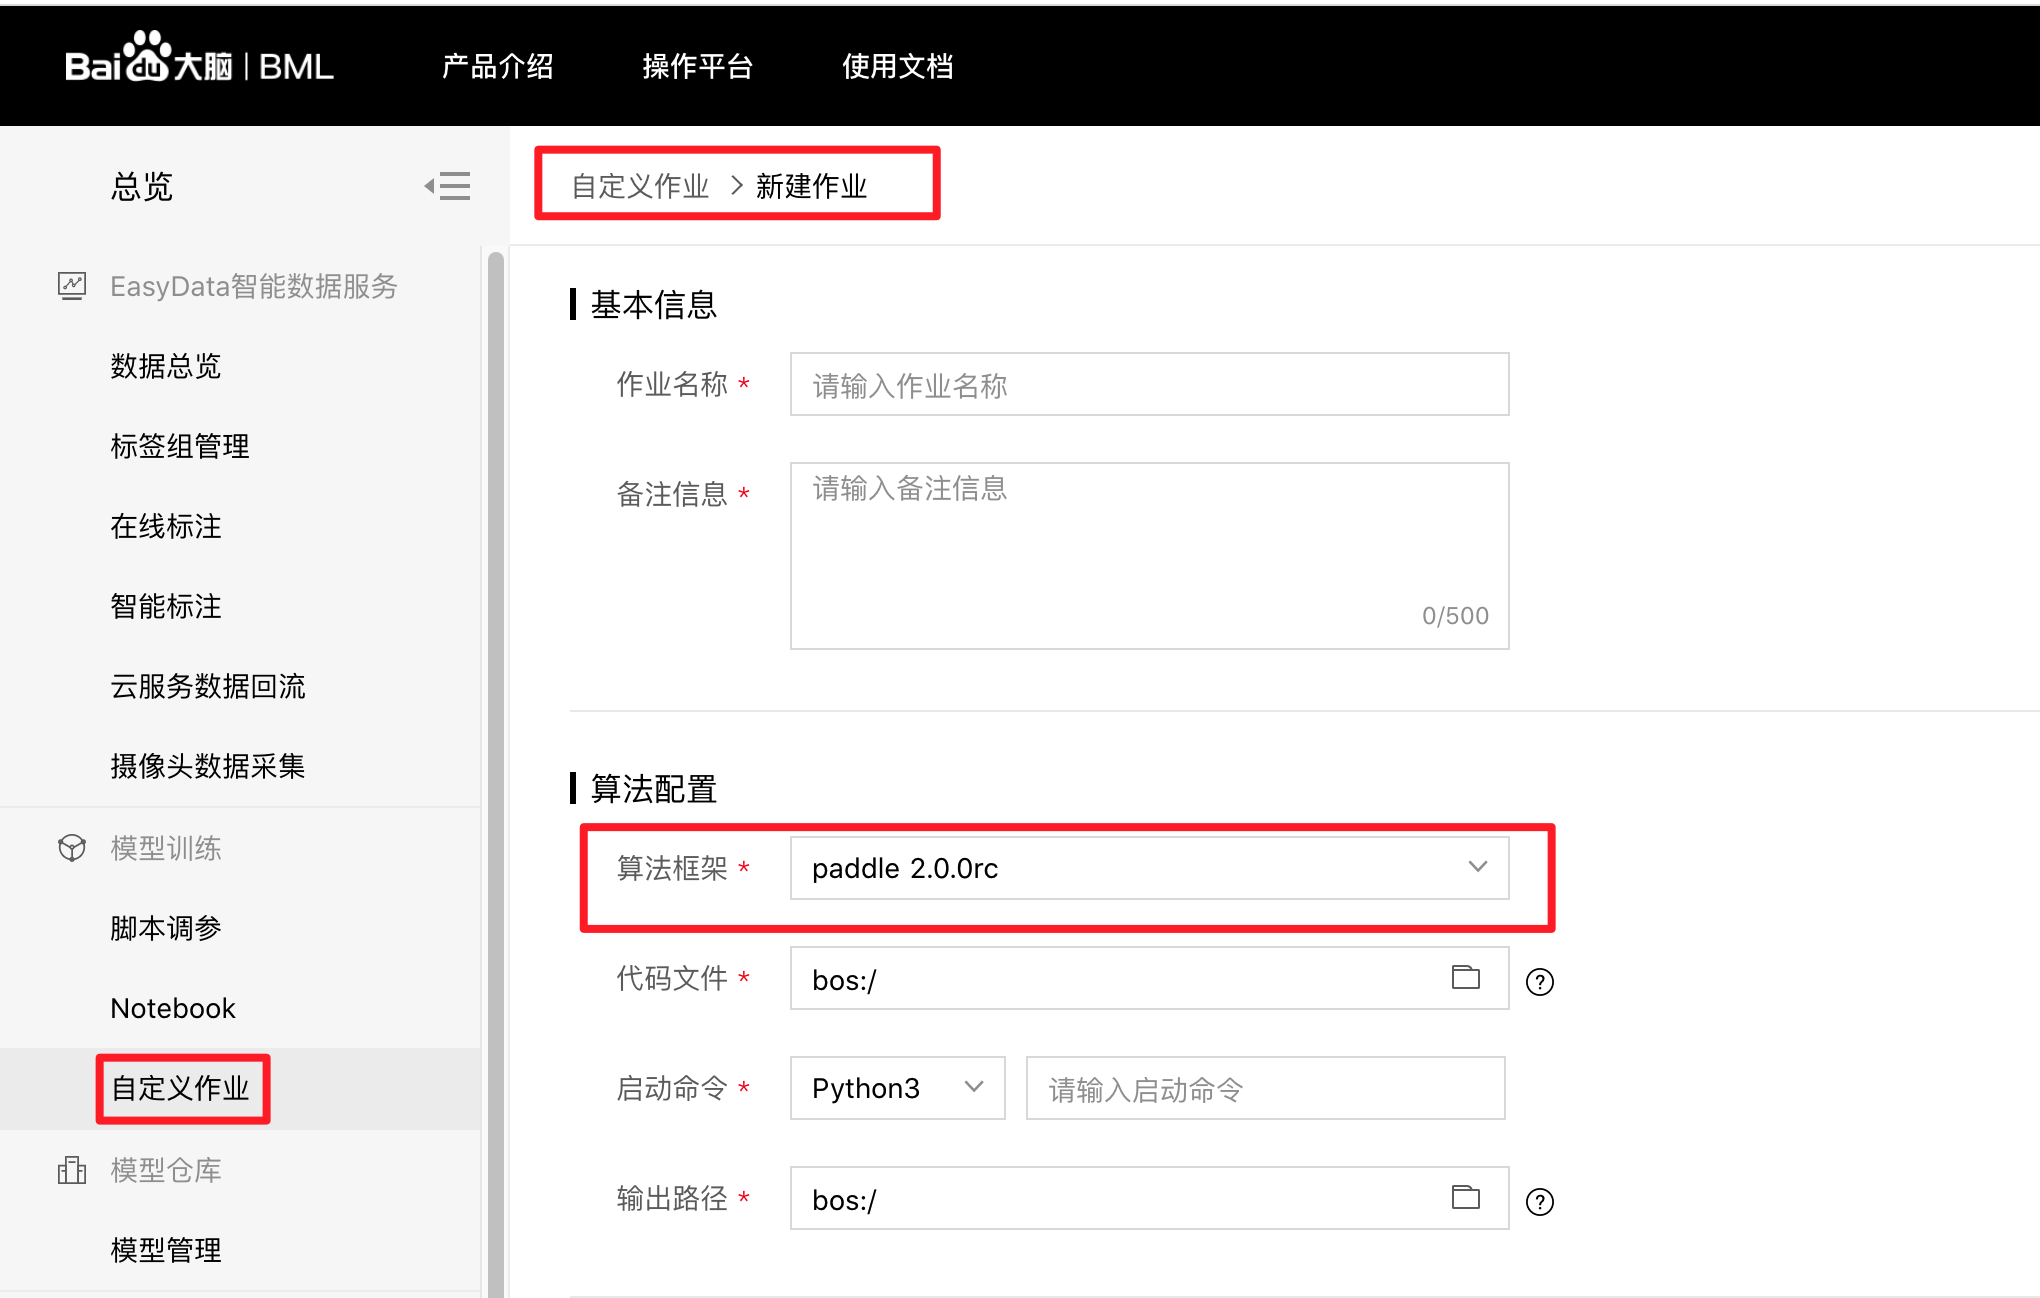 Bai du 大脑 | BML 产品介绍 操作平台 使用文档
总览
EasyData智能数据服务
数据总览
标签组管理
在线标注
智能标注
云服务数据回流
摄像头数据采集
模型训练
脚本调参
Notebook
自定义作业
模型仓库
模型管理
自定义作业 > 新建作业
基本信息
作业名称 * 请输入作业名称
备注信息 * 请输入备注信息
0/500
算法配置
算法框架 * paddle 2.0.0rc
代码文件 * bos:/ ?
启动命令 * Python3 请输入启动命令
输出路径 * bos:/ ?